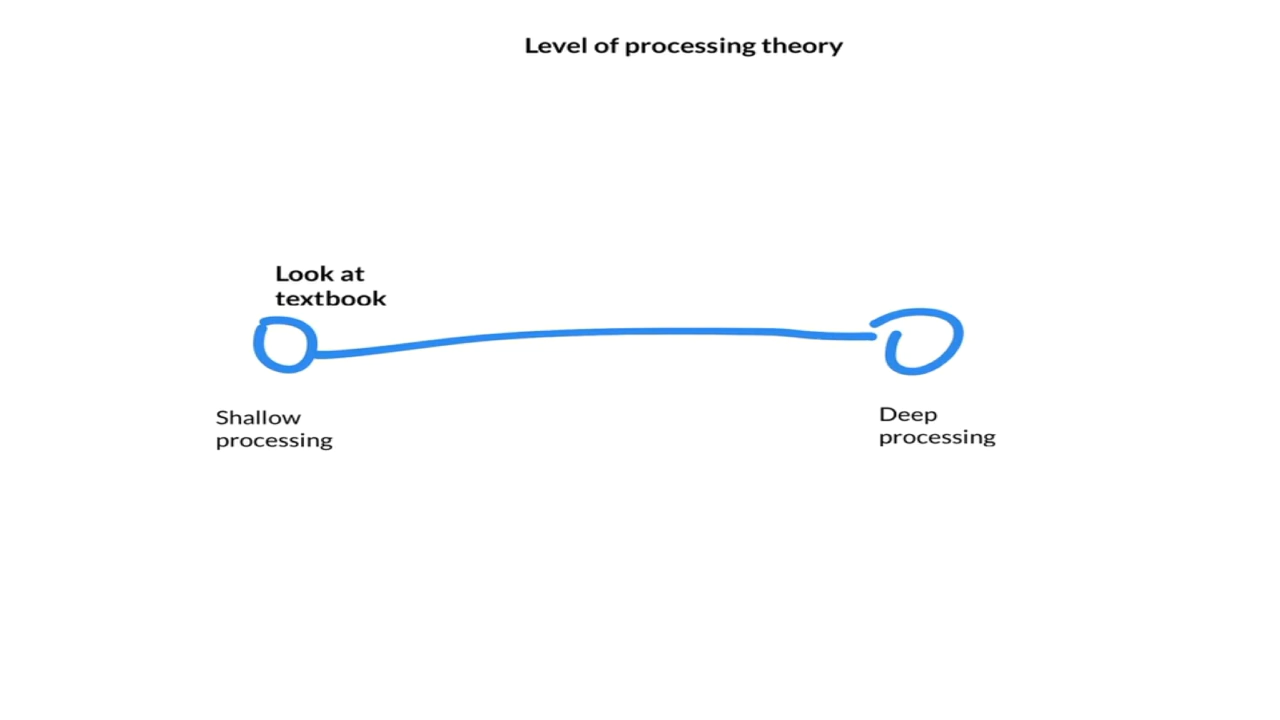 Level of processing theory
Look at
textbook
Shallow
processing
Deep
processing